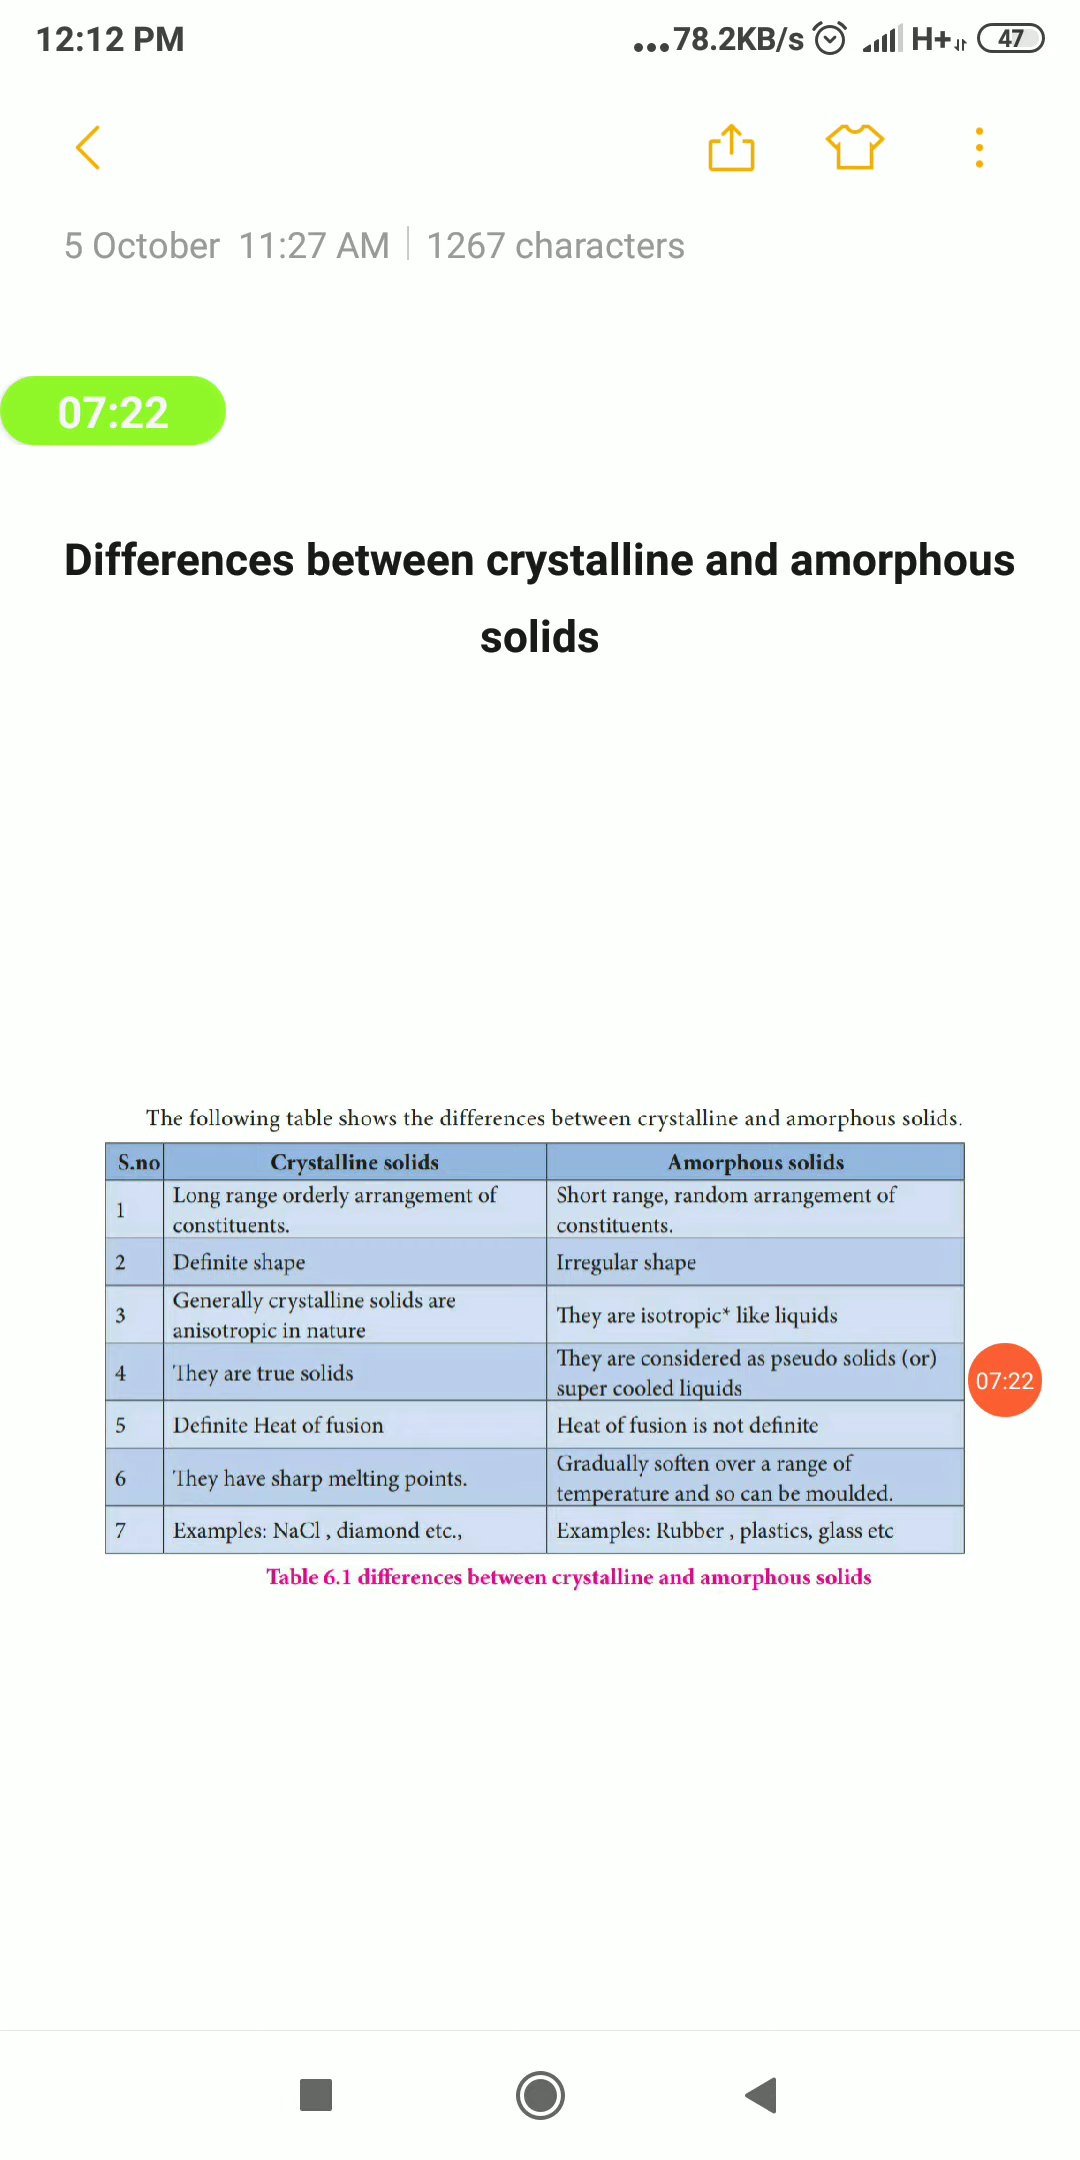 12:12 PM
...78.2KB/s H+ 47
5 October 11:27 AM | 1267 characters
07:22
Differences between crystalline and amorphous
solids
The following table shows the differences between crystalline and amorphous solids.
S.no Crystalline solids Amorphous solids
1 Long range orderly arrangement of constituents. Short range, random arrangement of constituents.
2 Definite shape Irregular shape
3 Generally crystalline solids are anisotropic in nature They are isotropic* like liquids
4 They are true solids They are considered as pseudo solids (or) super cooled liquids
07:22
5 Definite Heat of fusion Heat of fusion is not definite
6 They have sharp melting points. Gradually soften over a range of temperature and so can be moulded.
7 Examples: NaCl , diamond etc., Examples: Rubber , plastics, glass etc
Table 6.1 differences between crystalline and amorphous solids